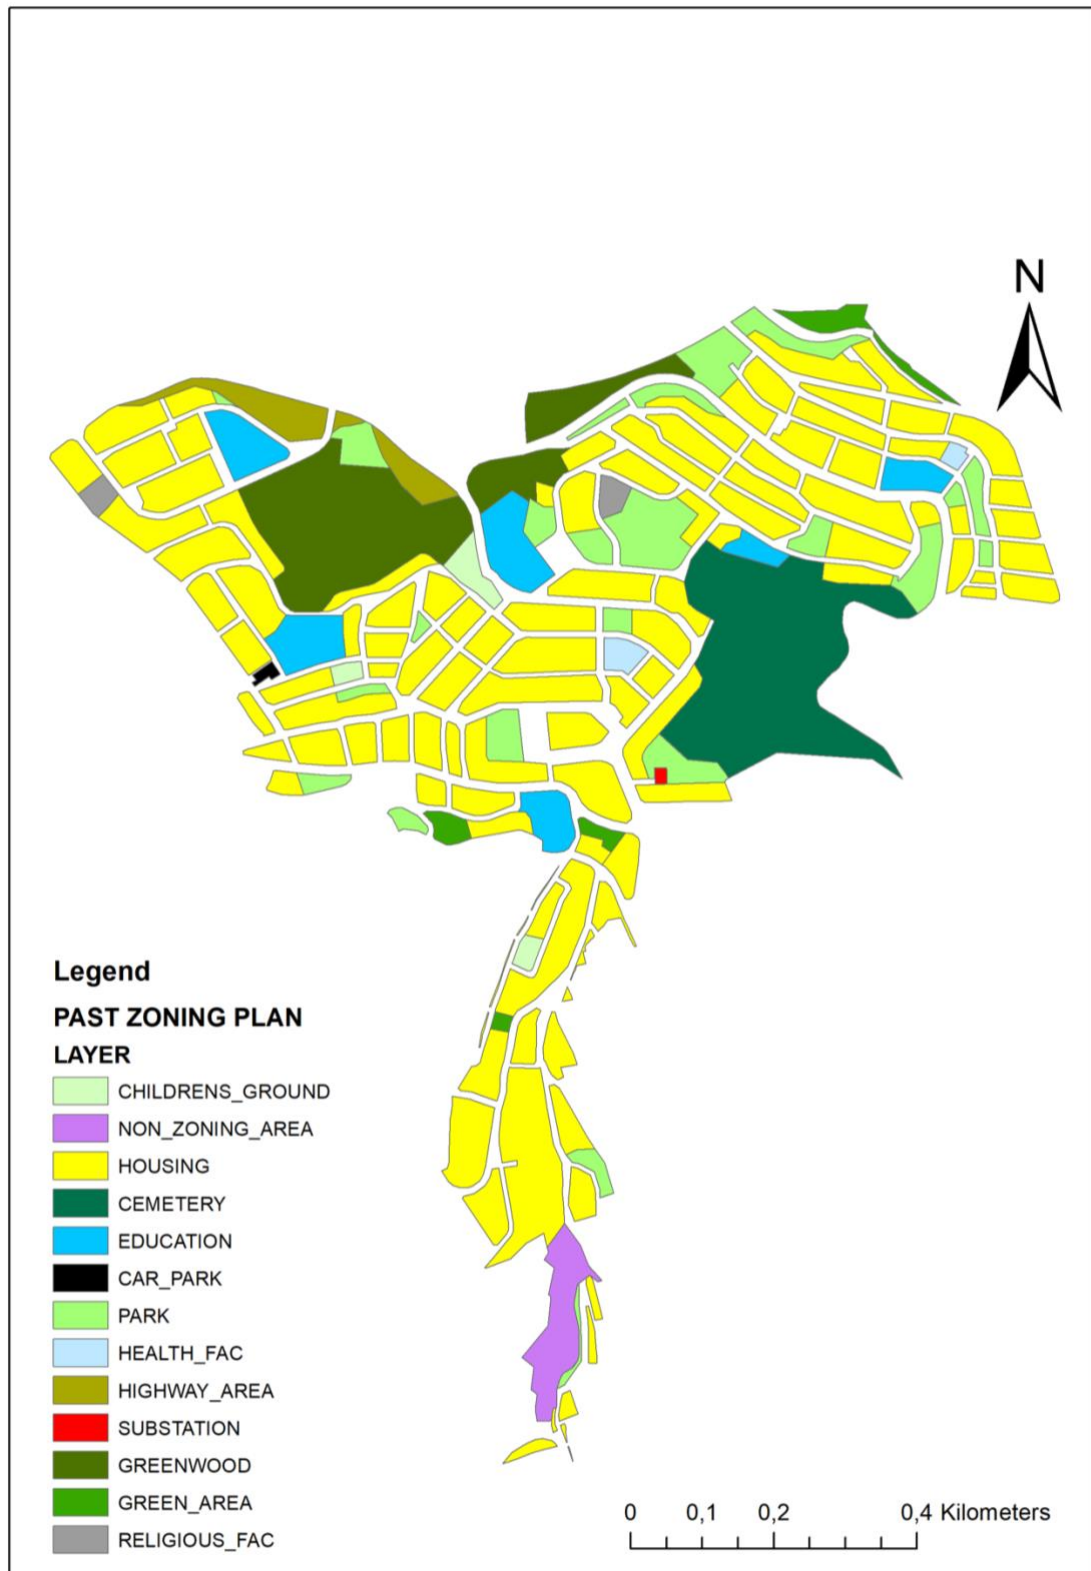 N
Legend
PAST ZONING PLAN
LAYER
CHILDRENS_GROUND
NON_ZONING_AREA
HOUSING
CEMETERY
EDUCATION
CAR_PARK
PARK
HEALTH_FAC
HIGHWAY_AREA
SUBSTATION
GREENWOOD
GREEN_AREA
RELIGIOUS_FAC
0 0,1 0,2 0,4 Kilometers